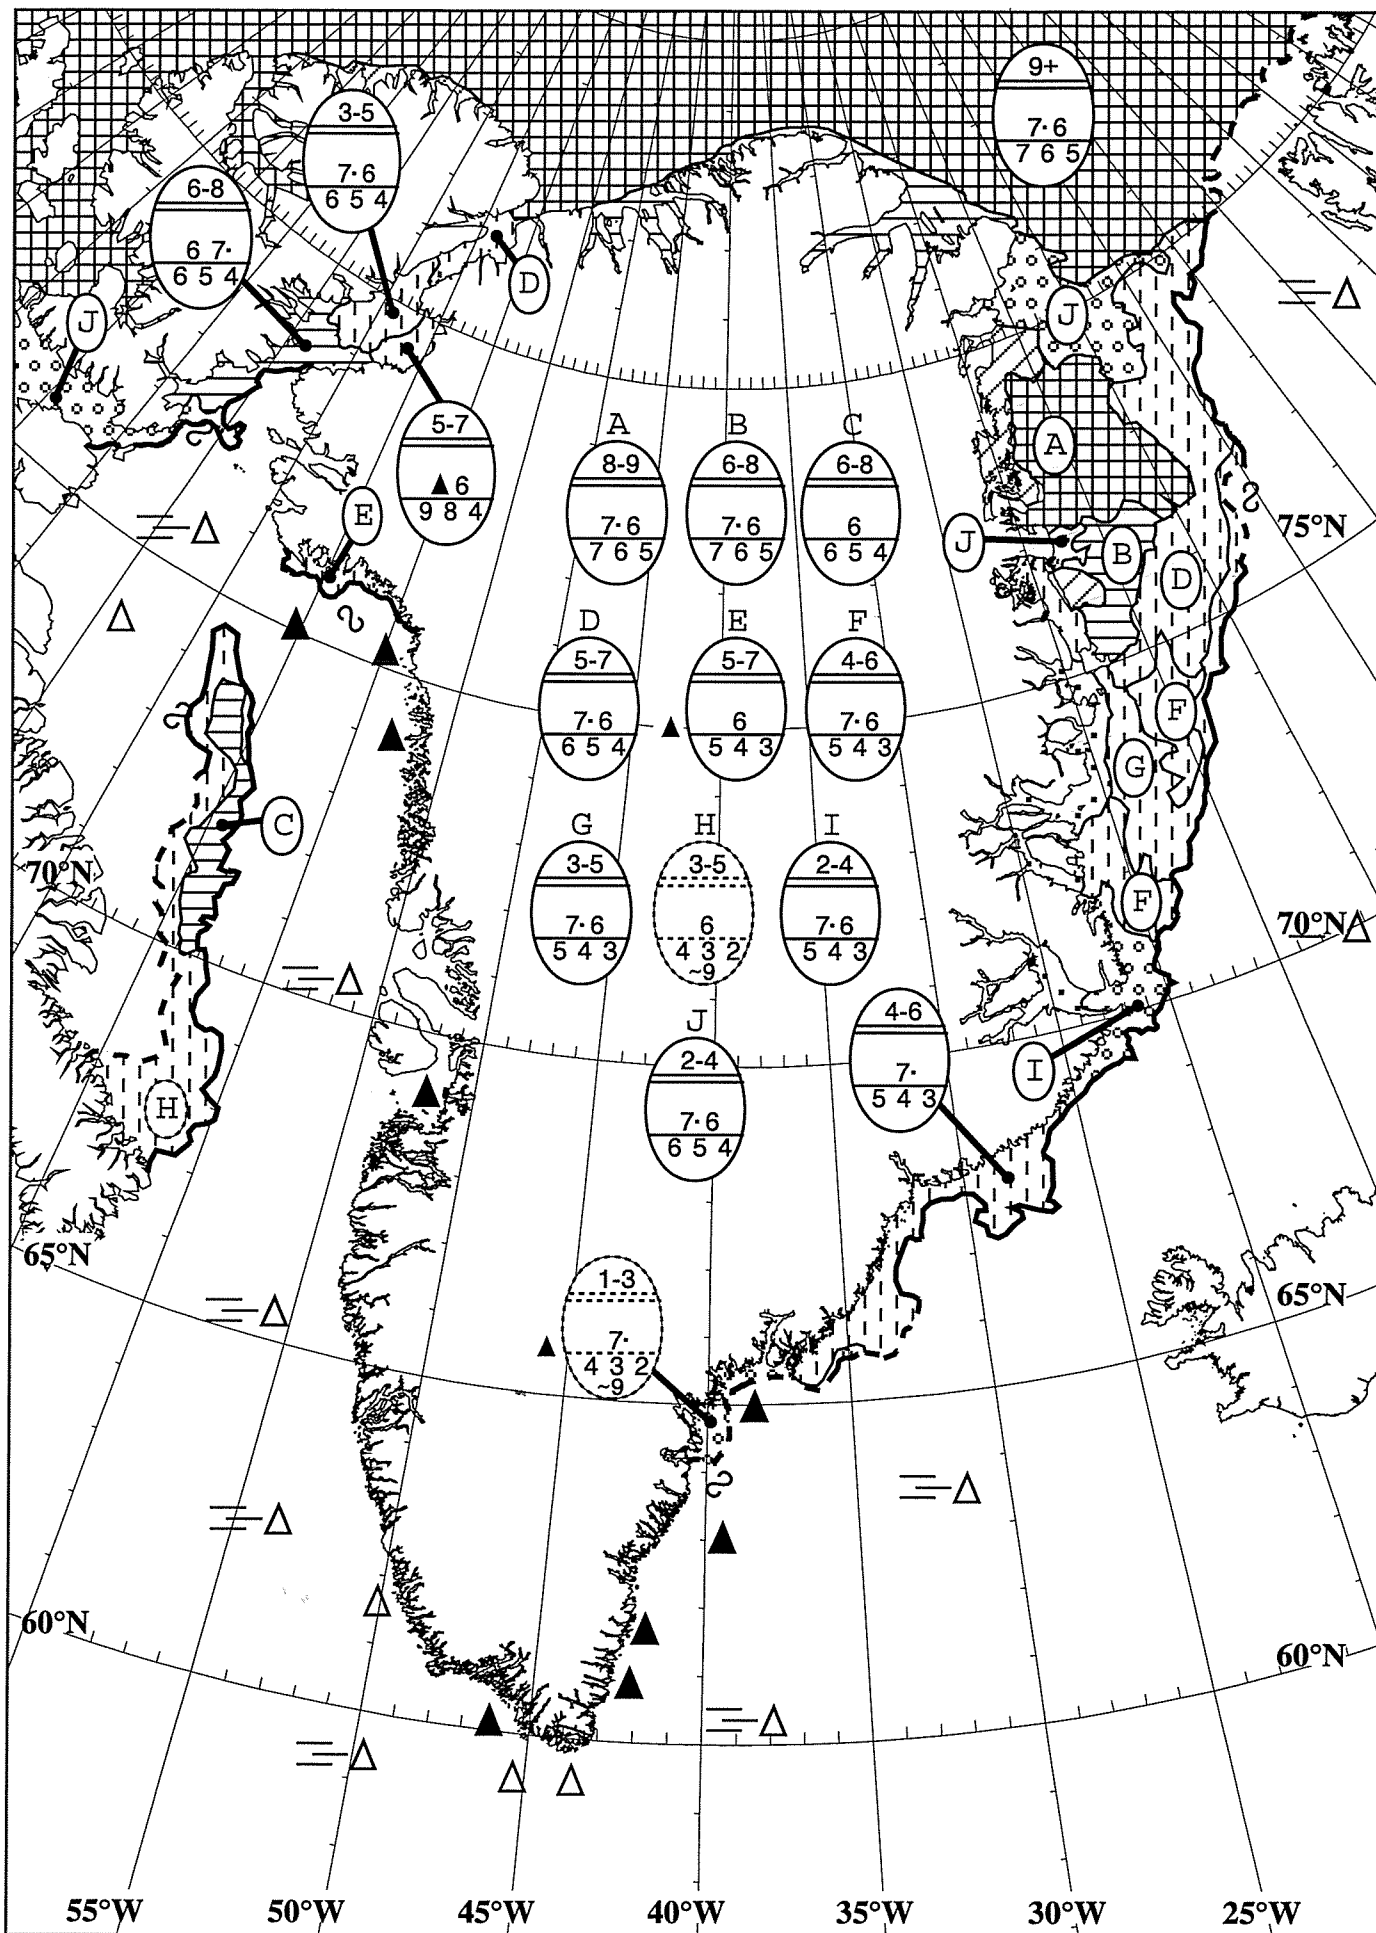 9+
7• 6
7 6 5
3-5
7• 6
6 5 4
6-8
6 7•
6 5 4
D
J
J
5-7
▲ 6
9 8 4
A
B
C
8-9
7• 6
7 6 5
6-8
7• 6
7 6 5
6-8
6
6 5 4
A
E
75°N
J
B
D
D
E
F
5-7
7• 6
6 5 4
5-7
6
5 4 3
4-6
7• 6
5 4 3
F
G
C
G
H
I
3-5
7• 6
5 4 3
3-5
6
4 3 2
~9
2-4
7• 6
5 4 3
70°N
F
70°N
J
2-4
7• 6
6 5 4
4-6
7•
5 4 3
I
H
65°N
1-3
7•
4 3 2
~9
65°N
60°N
60°N
55°W
50°W
45°W
40°W
35°W
30°W
25°W